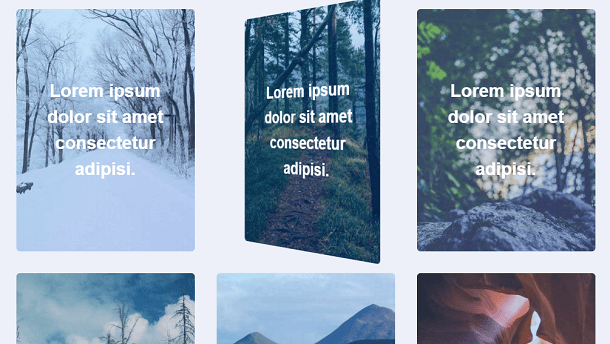 Lorem ipsum
dolor sit amet
consectetur
adipisi.
Lorem ipsum
dolor sit amet
consectetur
adipisi.
Lorem ipsum
dolor sit amet
consectetur
adipisi.